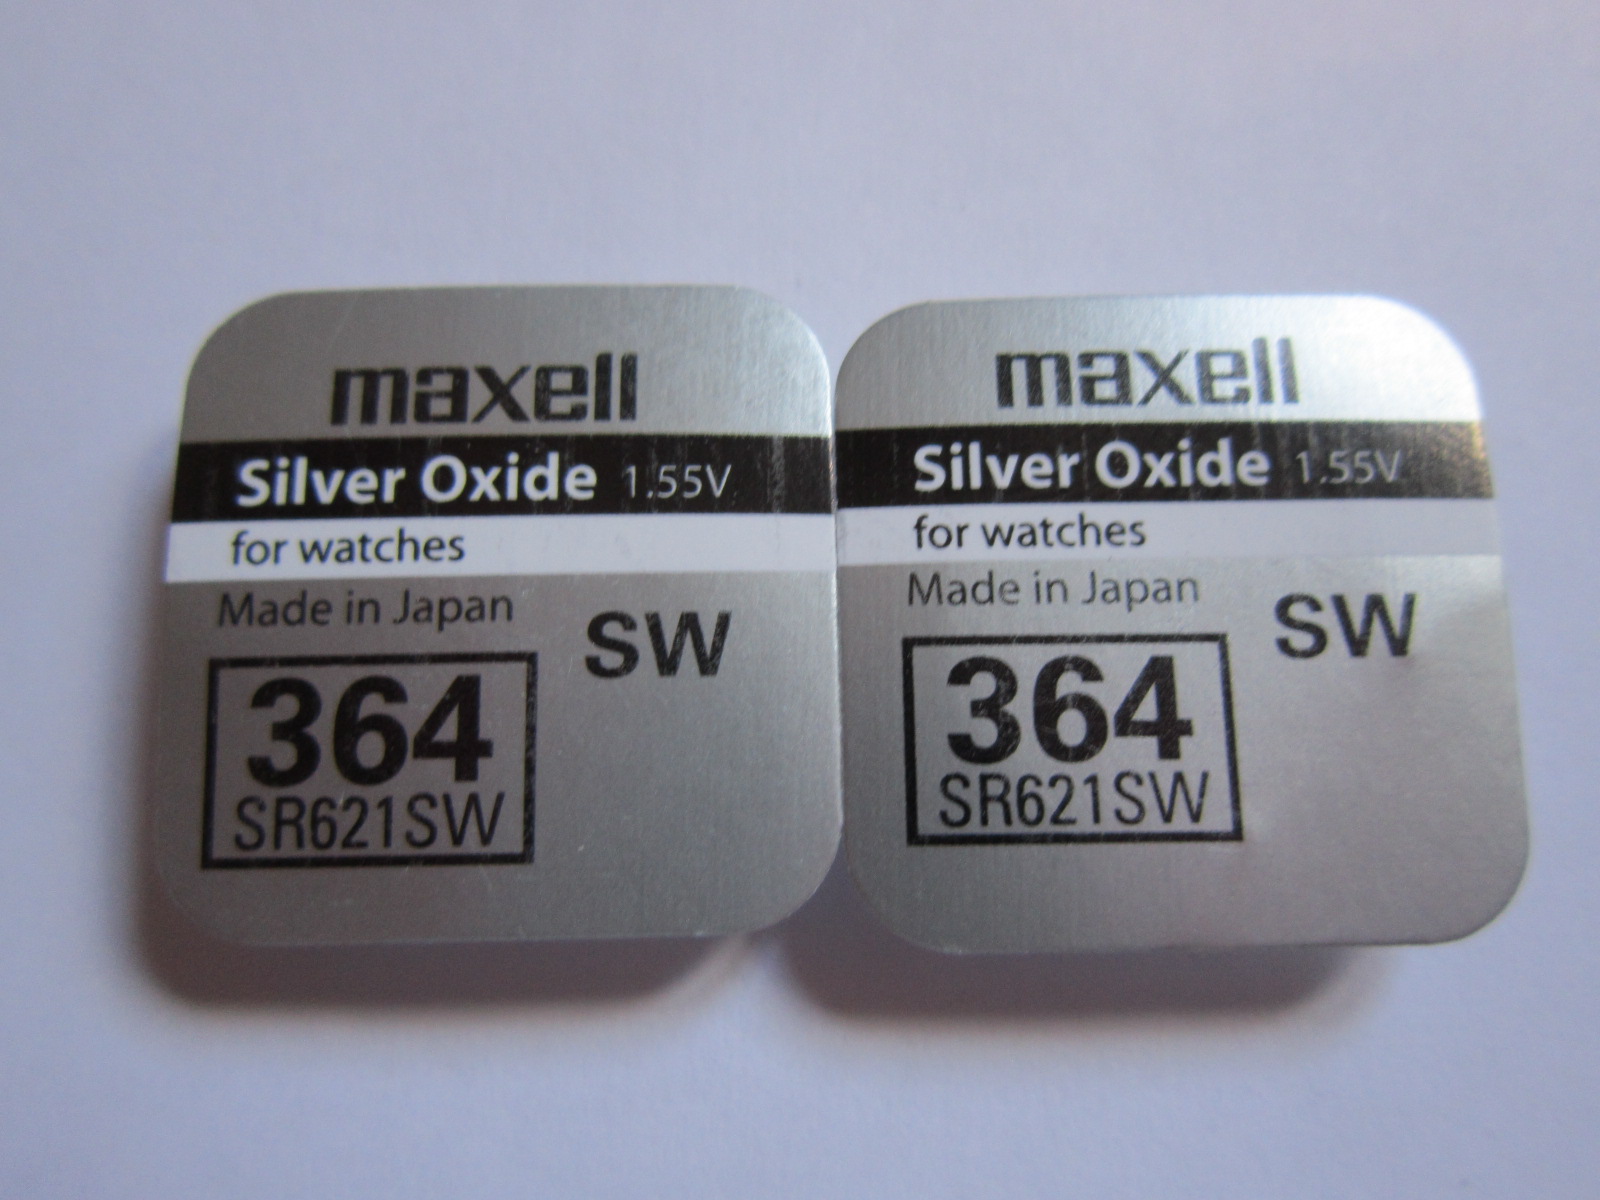 maxell
Silver Oxide 1.55V
for watches
Made in Japan
SW
364
SR621SW
maxell
Silver Oxide 1.55V
for watches
Made in Japan
SW
364
SR621SW